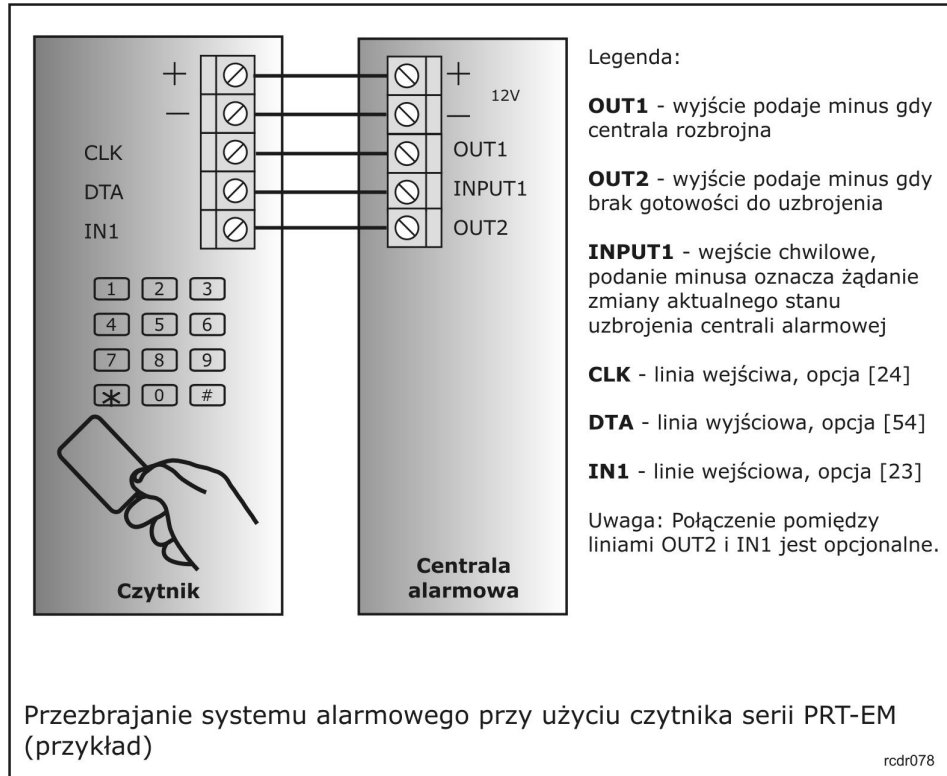 +
−
CLK
DTA
IN1
+
12V
−
OUT1
INPUT1
OUT2
1 2 3
4 5 6
7 8 9
* 0 #
Czytnik
Centrala
alarmowa
Legenda:
OUT1 - wyjście podaje minus gdy
centrala rozbrojna
OUT2 - wyjście podaje minus gdy
brak gotowości do uzbrojenia
INPUT1 - wejście chwilowe,
podanie minusa oznacza żądanie
zmiany aktualnego stanu
uzbrojenia centrali alarmowej
CLK - linia wejściwa, opcja [24]
DTA - linia wyjściowa, opcja [54]
IN1 - linie wejściowa, opcja [23]
Uwaga: Połączenie pomiędzy
liniami OUT2 i IN1 jest opcjonalne.
Przezbrajanie systemu alarmowego przy użyciu czytnika serii PRT-EM
(przykład)
rcdr078